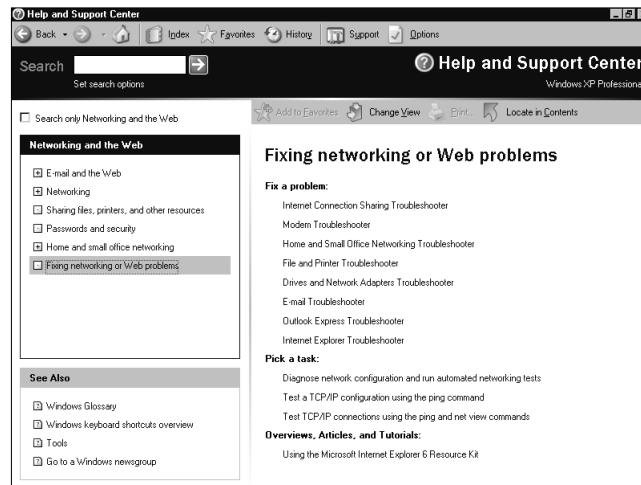 Help and Support Center
Back Index Favorites History Support Options
Search
Set search options
Help and Support Center
Windows XP Professional
Search only Networking and the Web
Add to Favorites Change View Print... Locate in Contents
Networking and the Web
E-mail and the Web
Networking
Sharing files, printers, and other resources
Passwords and security
Home and small office networking
Fixing networking or Web problems
See Also
Windows Glossary
Windows keyboard shortcuts overview
Tools
Go to a Windows newsgroup
Fixing networking or Web problems
Fix a problem:
Internet Connection Sharing Troubleshooter
Modem Troubleshooter
Home and Small Office Networking Troubleshooter
File and Printer Troubleshooter
Drives and Network Adapters Troubleshooter
E-mail Troubleshooter
Outlook Express Troubleshooter
Internet Explorer Troubleshooter
Pick a task:
Diagnose network configuration and run automated networking tests
Test a TCP/IP configuration using the ping command
Test TCP/IP connections using the ping and net view commands
Overviews, Articles, and Tutorials:
Using the Microsoft Internet Explorer 6 Resource Kit